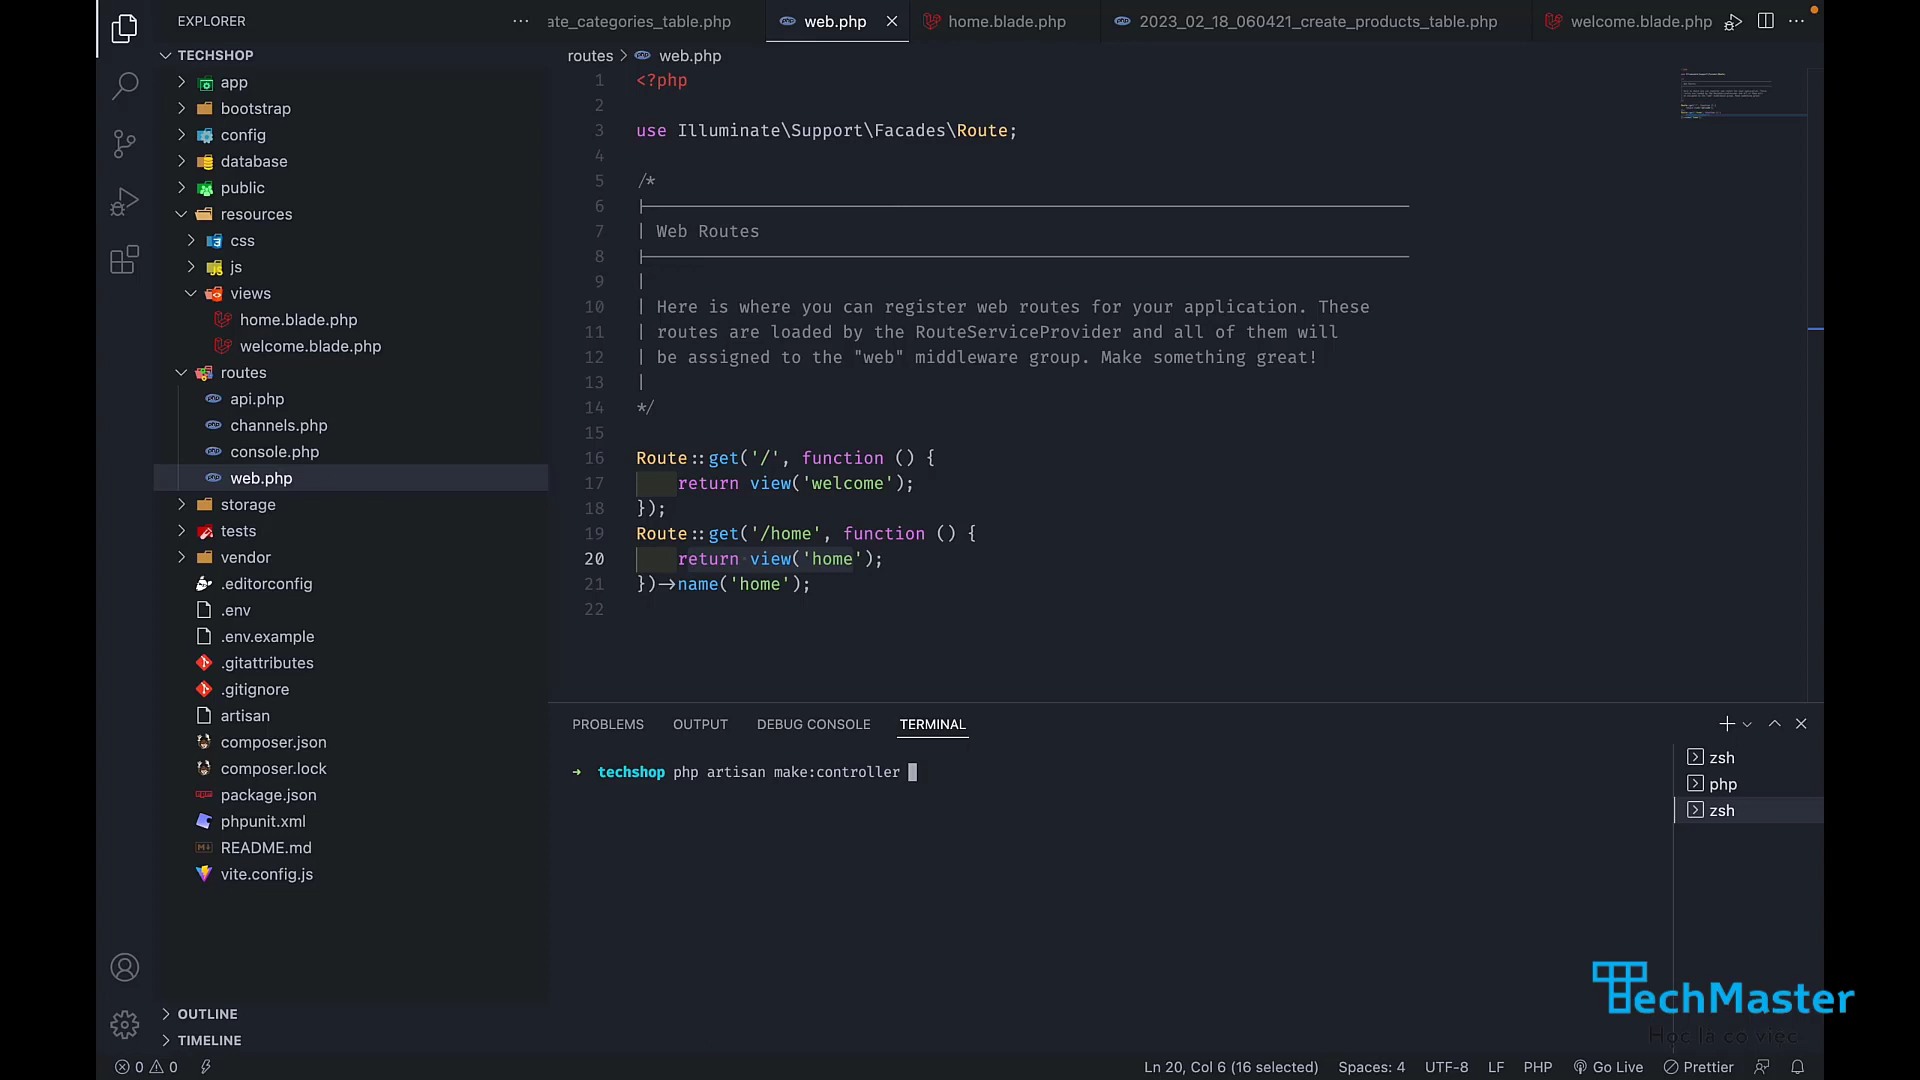 EXPLORER
TECHSHOP
app
bootstrap
config
database
public
resources
css
js
views
home.blade.php
welcome.blade.php
routes
api.php
channels.php
console.php
web.php
storage
tests
vendor
.editorconfig
.env
.env.example
.gitattributes
.gitignore
artisan
composer.json
composer.lock
package.json
phpunit.xml
README.md
vite.config.js
OUTLINE
TIMELINE
ate_categories_table.php
web.php
home.blade.php
2023_02_18_060421_create_products_table.php
welcome.blade.php
routes > web.php
1 <?php
2
3 use Illuminate\Support\Facades\Route;
4
5 /*
6 |--------------------------------------------------------------------------
7 | Web Routes
8 |--------------------------------------------------------------------------
9 |
10 | Here is where you can register web routes for your application. These
11 | routes are loaded by the RouteServiceProvider and all of them will
12 | be assigned to the "web" middleware group. Make something great!
13 |
14 */
15
16 Route::get('/', function () {
17 return view('welcome');
18 });
19 Route::get('/home', function () {
20 return view('home');
21 })->name('home');
22
PROBLEMS OUTPUT DEBUG CONSOLE TERMINAL
➜ techshop php artisan make:controller
zsh
php
zsh
TechMaster
Học là có việc
0 0
Ln 20, Col 6 (16 selected) Spaces: 4 UTF-8 LF PHP Go Live Prettier